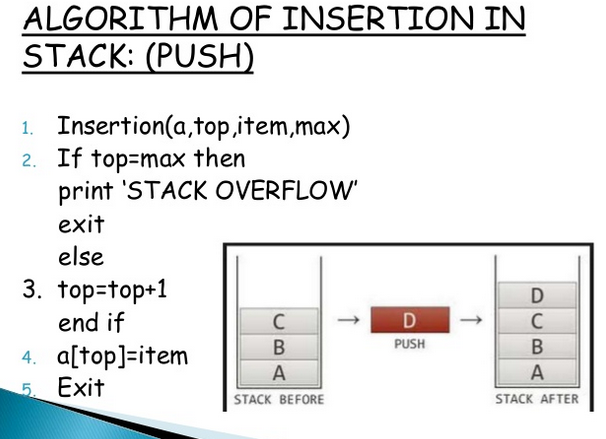 ALGORITHM OF INSERTION IN
STACK: (PUSH)
1. Insertion(a,top,item,max)
2. If top=max then
print ‘STACK OVERFLOW’
exit
else
3. top=top+1
end if
4. a[top]=item
5. Exit
C
B
A
STACK BEFORE
→
D
PUSH
→
D
C
B
A
STACK AFTER